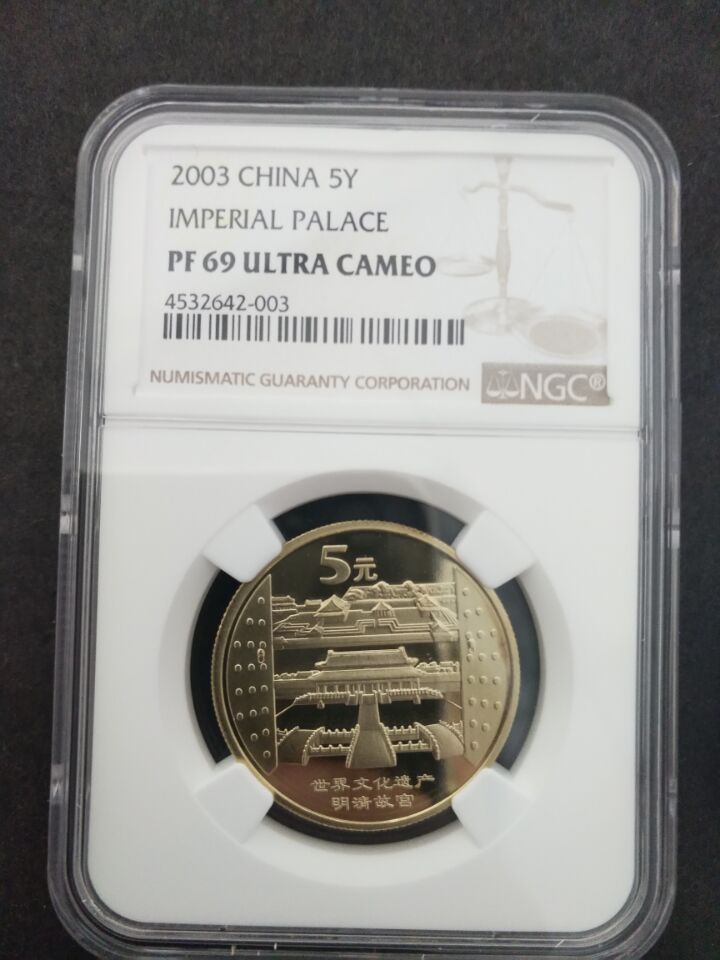 2003 CHINA 5Y
IMPERIAL PALACE
PF 69 ULTRA CAMEO
4532642-003
NUMISMATIC GUARANTY CORPORATION NGC®
5元
世界文化遗产
明清故宫